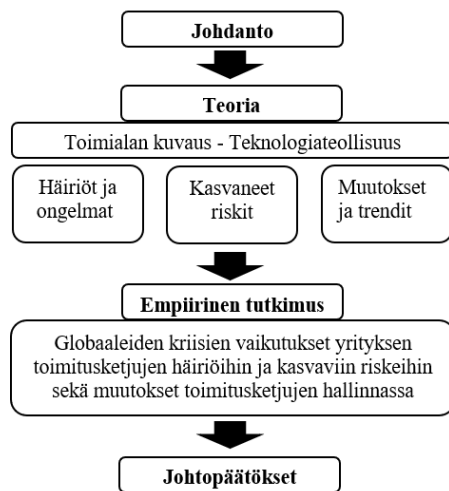 Johdanto
Teoria
Toimialan kuvaus - Teknologiateollisuus
Häiriöt ja
ongelmat
Kasvaneet
riskit
Muutokset
ja trendit
Empiirinen tutkimus
Globaaleiden kriisien vaikutukset yrityksen
toimitusketjujen häiriöihin ja kasvaviin riskeihin
sekä muutokset toimitusketjujen hallinnassa
Johtopäätökset